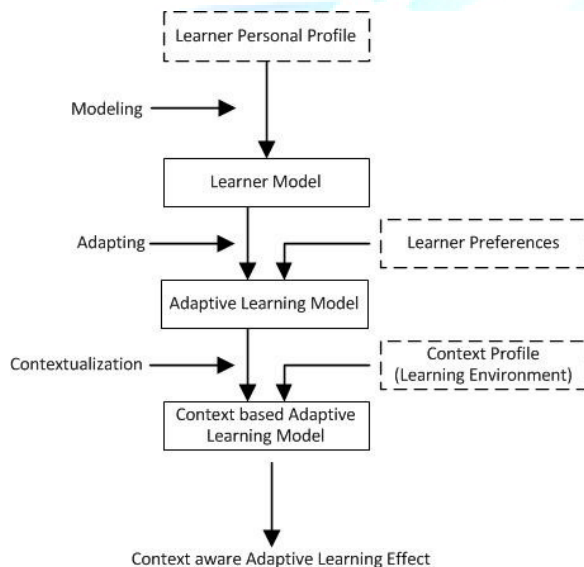 Learner Personal Profile
Modeling
Learner Model
Adapting
Learner Preferences
Adaptive Learning Model
Contextualization
Context Profile
(Learning Environment)
Context based Adaptive
Learning Model
Context aware Adaptive Learning Effect